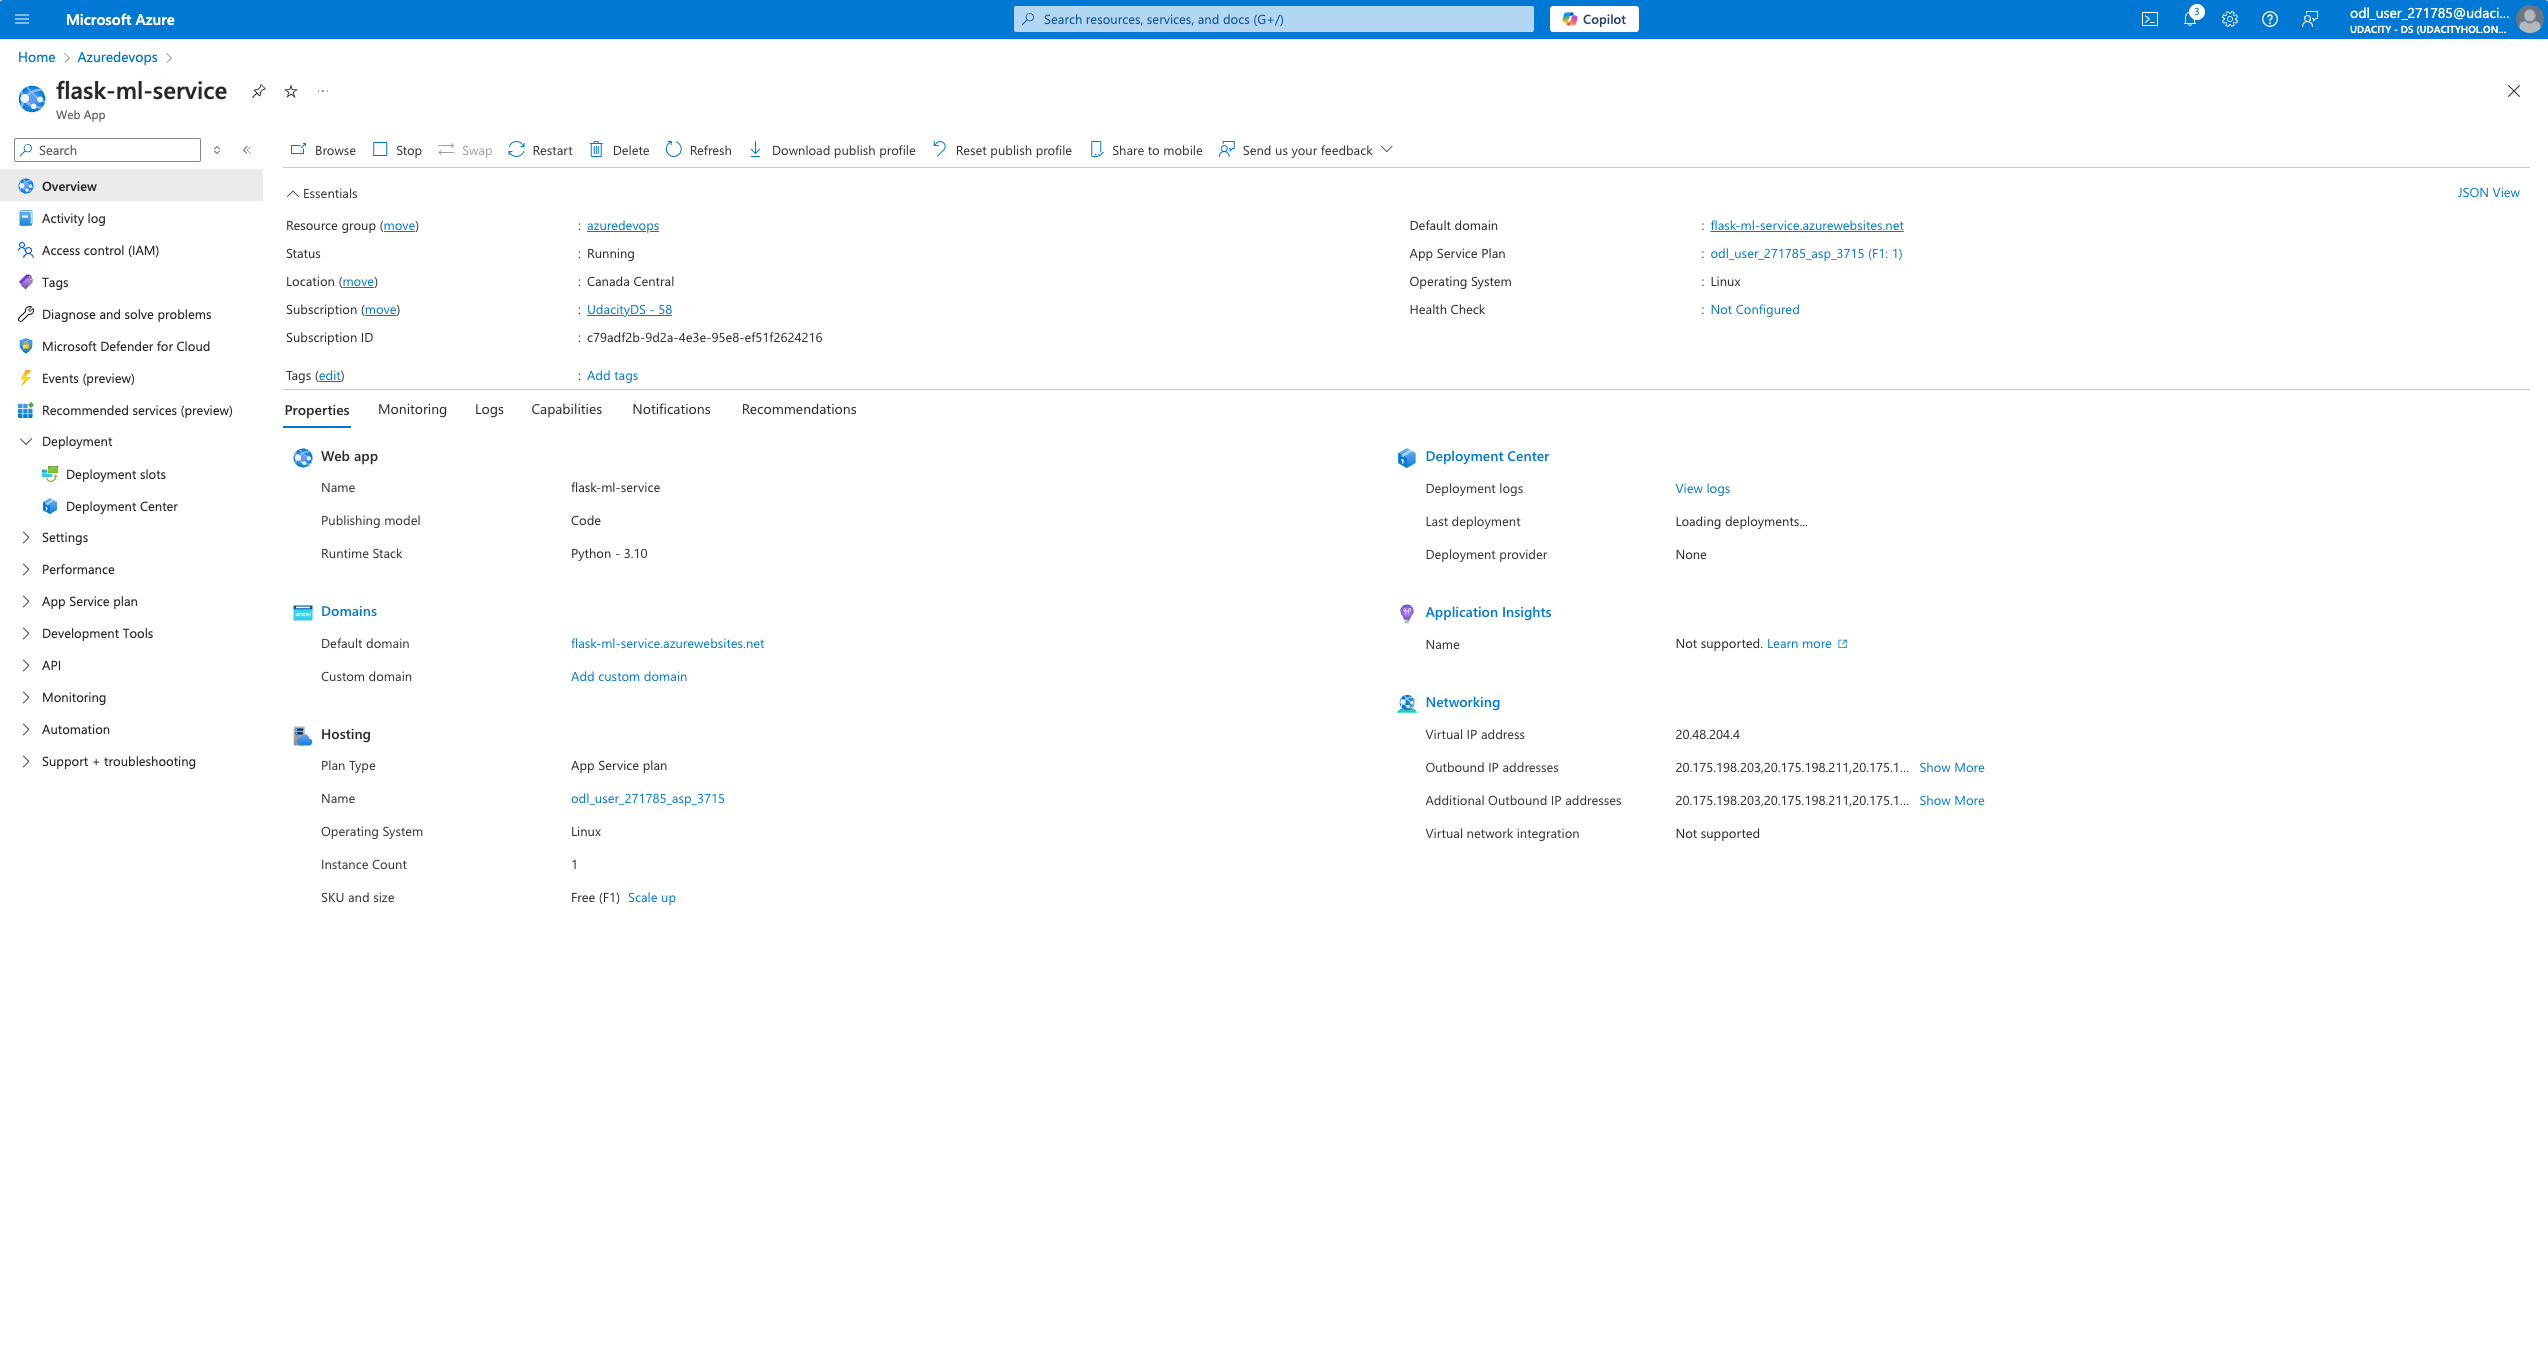 Microsoft Azure
Search resources, services, and docs (G+/)
Copilot
3
odl_user_271785@udaci...
UDACITY - DS (UDACITYHOL.ON...
Home > Azuredevops >
flask-ml-service
Web App
Search
Browse Stop Swap Restart Delete Refresh Download publish profile Reset publish profile Share to mobile Send us your feedback
Overview
Activity log
Access control (IAM)
Tags
Diagnose and solve problems
Microsoft Defender for Cloud
Events (preview)
Recommended services (preview)
Deployment
Deployment slots
Deployment Center
Settings
Performance
App Service plan
Development Tools
API
Monitoring
Automation
Support + troubleshooting
Essentials
JSON View
Resource group (move) : azuredevops
Status : Running
Location (move) : Canada Central
Subscription (move) : UdacityDS - 58
Subscription ID : c79adf2b-9d2a-4e3e-95e8-ef51f2624216
Default domain : flask-ml-service.azurewebsites.net
App Service Plan : odl_user_271785_asp_3715 (F1: 1)
Operating System : Linux
Health Check : Not Configured
Tags (edit) : Add tags
Properties Monitoring Logs Capabilities Notifications Recommendations
Web app
Name flask-ml-service
Publishing model Code
Runtime Stack Python - 3.10
Domains
Default domain flask-ml-service.azurewebsites.net
Custom domain Add custom domain
Hosting
Plan Type App Service plan
Name odl_user_271785_asp_3715
Operating System Linux
Instance Count 1
SKU and size Free (F1) Scale up
Deployment Center
Deployment logs View logs
Last deployment Loading deployments...
Deployment provider None
Application Insights
Name Not supported. Learn more
Networking
Virtual IP address 20.48.204.4
Outbound IP addresses 20.175.198.203,20.175.198.211,20.175.1... Show More
Additional Outbound IP addresses 20.175.198.203,20.175.198.211,20.175.1... Show More
Virtual network integration Not supported